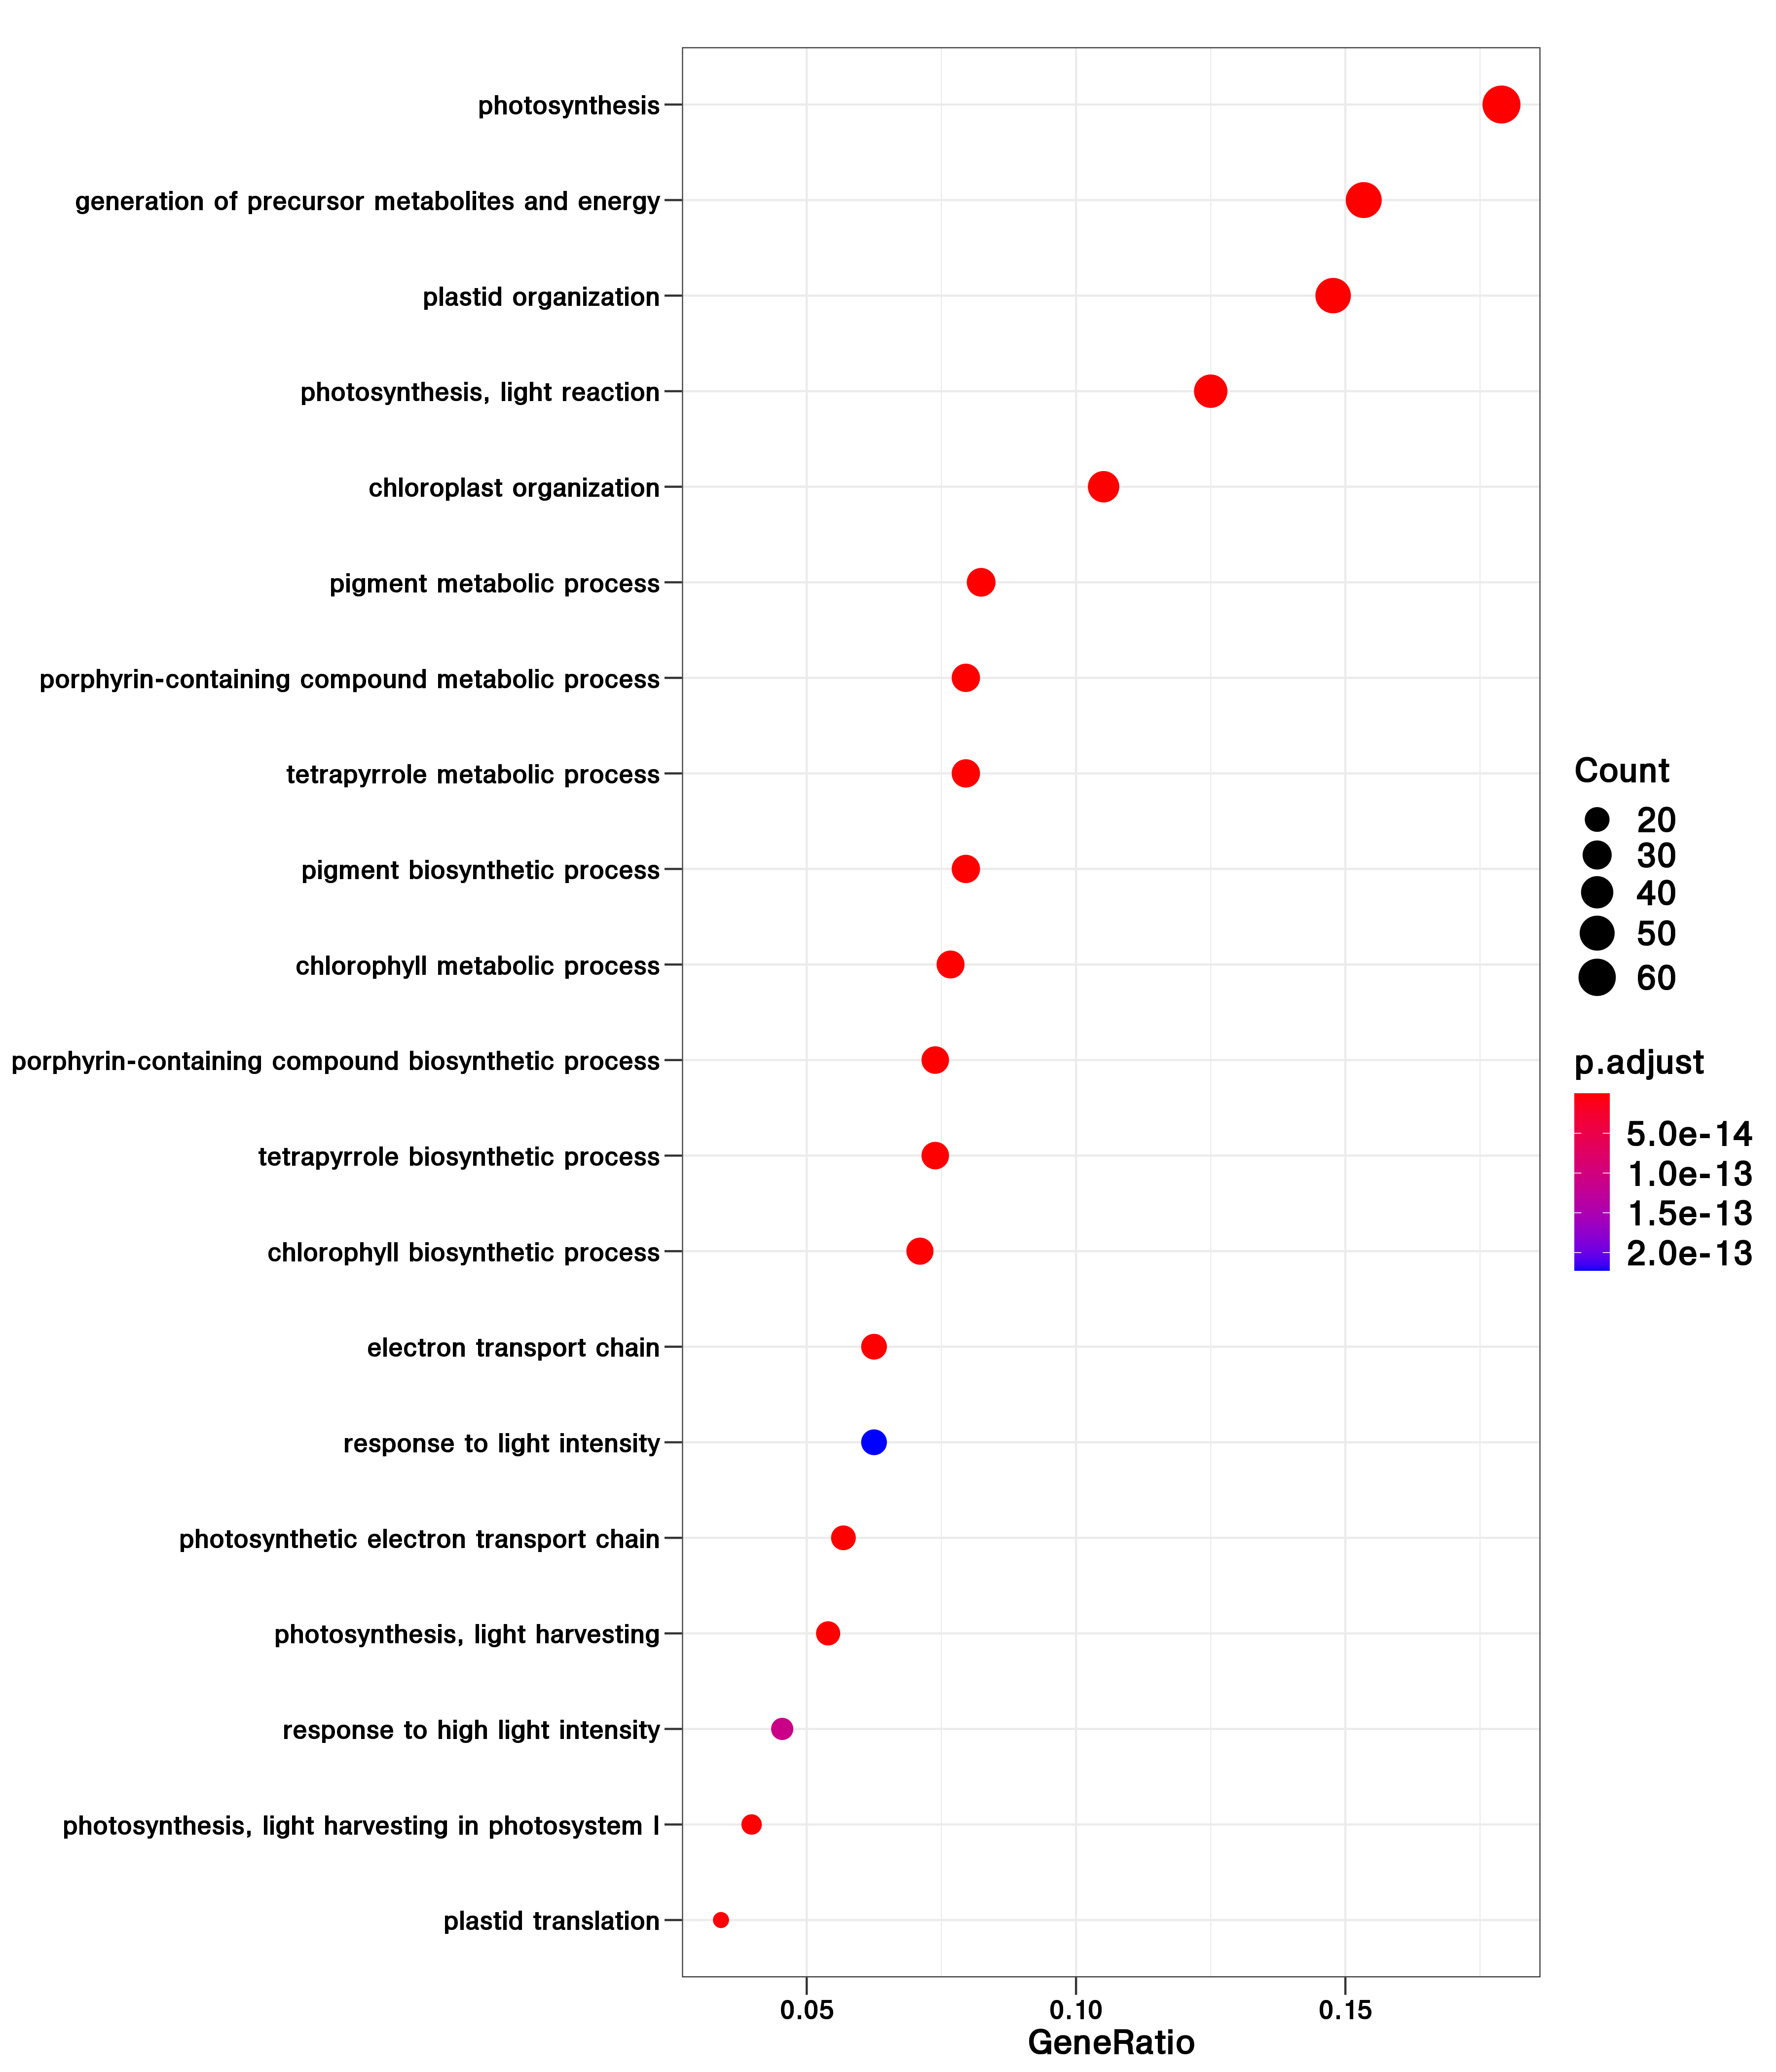 photosynthesis
generation of precursor metabolites and energy
plastid organization
photosynthesis, light reaction
chloroplast organization
pigment metabolic process
porphyrin-containing compound metabolic process
tetrapyrrole metabolic process
pigment biosynthetic process
chlorophyll metabolic process
porphyrin-containing compound biosynthetic process
tetrapyrrole biosynthetic process
chlorophyll biosynthetic process
electron transport chain
response to light intensity
photosynthetic electron transport chain
photosynthesis, light harvesting
response to high light intensity
photosynthesis, light harvesting in photosystem I
plastid translation
0.05 0.10 0.15
GeneRatio
Count
20
30
40
50
60
p.adjust
5.0e-14
1.0e-13
1.5e-13
2.0e-13